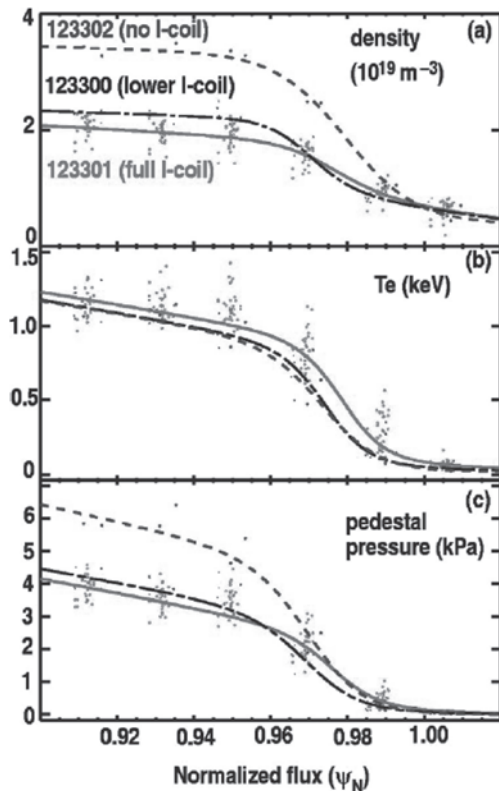 4
123302 (no I-coil)
density
(a)
(10¹⁹ m⁻³)
123300 (lower I-coil)
2
123301 (full I-coil)
0
1.5
(b)
Te (keV)
1.0
0.5
0
(c)
6
pedestal
pressure (kPa)
5
4
3
2
1
0
0.92 0.94 0.96 0.98 1.00
Normalized flux (ψN)